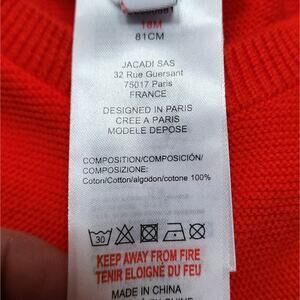 18M
81CM
JACADI SAS
32 Rue Guersant
75017 Paris
FRANCE
DESIGNED IN PARIS
CREE A PARIS
MODELE DEPOSE
COMPOSITION/COMPOSICIÓN/
COMPOSIZIONE:
Coton/Cotton/algodon/cotone 100%
30
KEEP AWAY FROM FIRE
TENIR ELOIGNÉ DU FEU
MADE IN CHINA